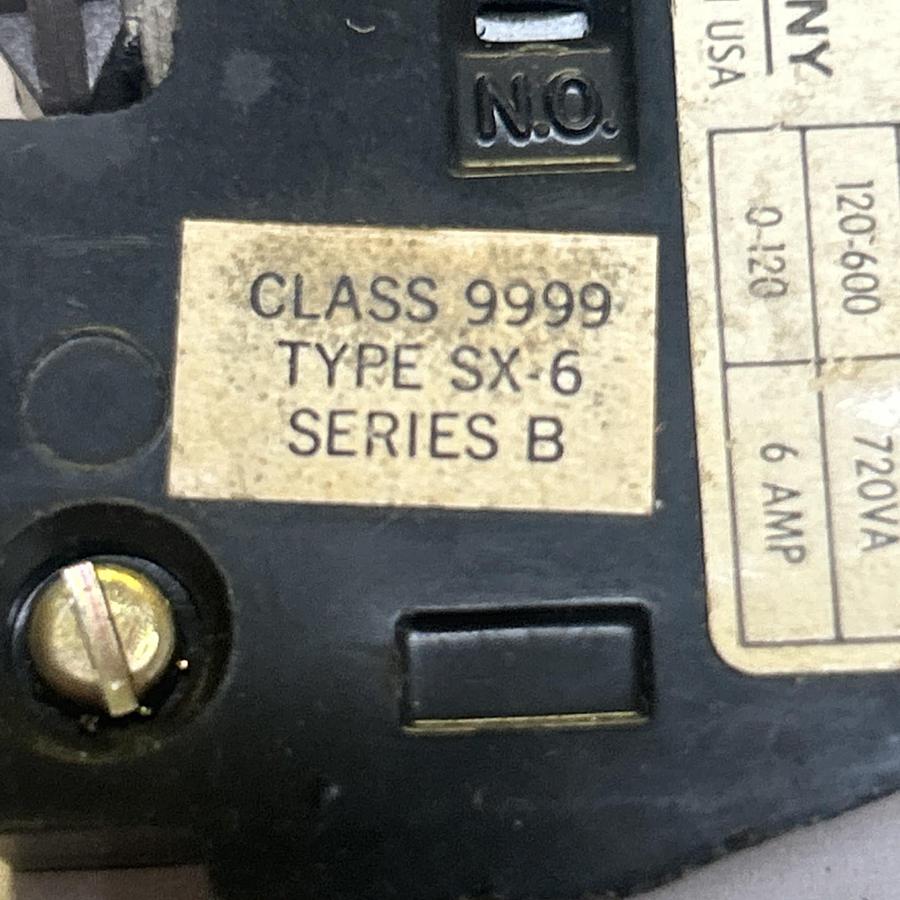 N.O.
CLASS 9999
TYPE SX-6
SERIES B
NY
USA
120-600 720VA
0-120 6 AMP